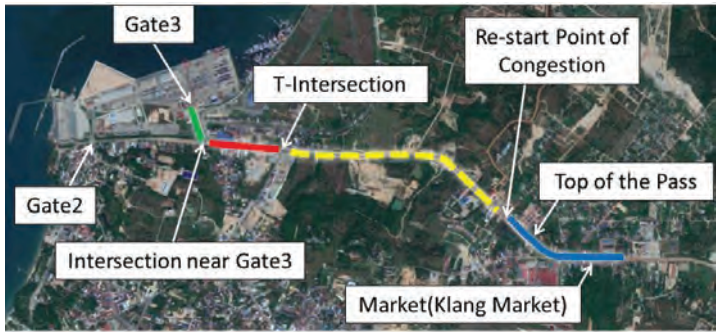 Gate3
Re-start Point of
Congestion
T-Intersection
Top of the Pass
Gate2
Intersection near Gate3
Market(Klang Market)